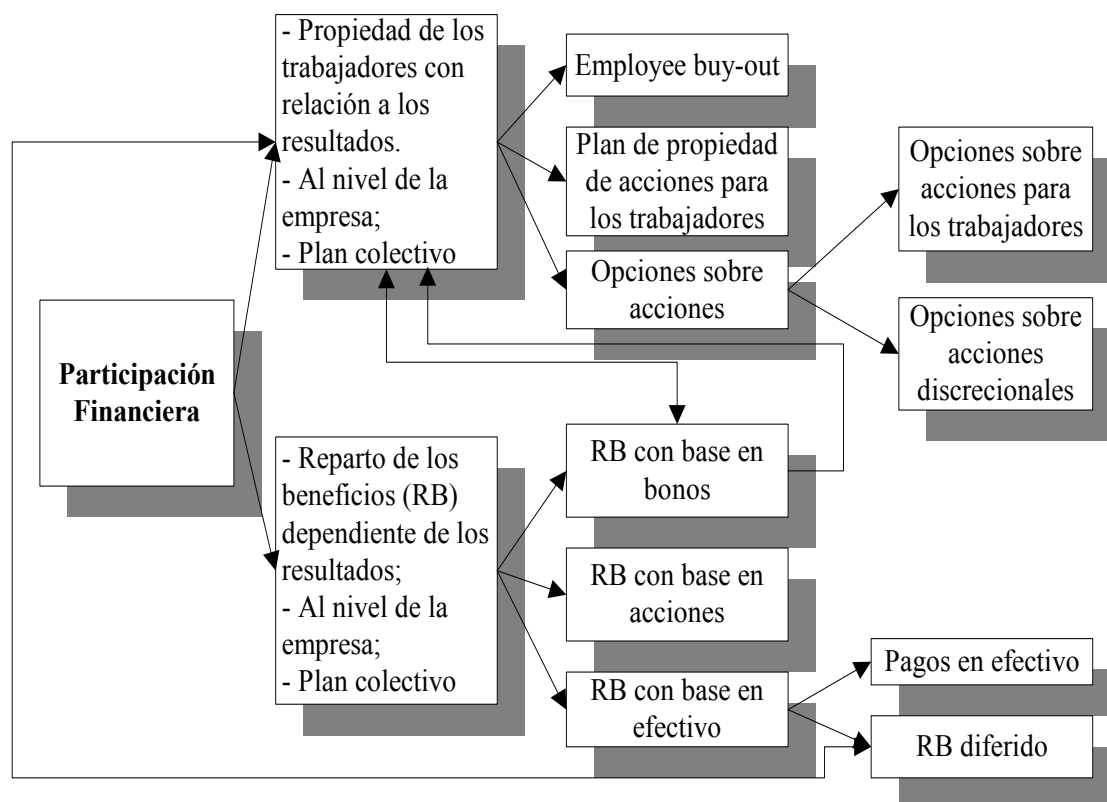 - Propiedad de los
trabajadores con
relación a los
resultados.
- Al nivel de la
empresa;
- Plan colectivo
Employee buy-out
Plan de propiedad
de acciones para
los trabajadores
Opciones sobre
acciones
Opciones sobre
acciones para
los trabajadores
Opciones sobre
acciones
discrecionales
Participación
Financiera
- Reparto de los
beneficios (RB)
dependiente de los
resultados;
- Al nivel de la
empresa;
- Plan colectivo
RB con base en
bonos
RB con base en
acciones
RB con base en
efectivo
Pagos en efectivo
RB diferido